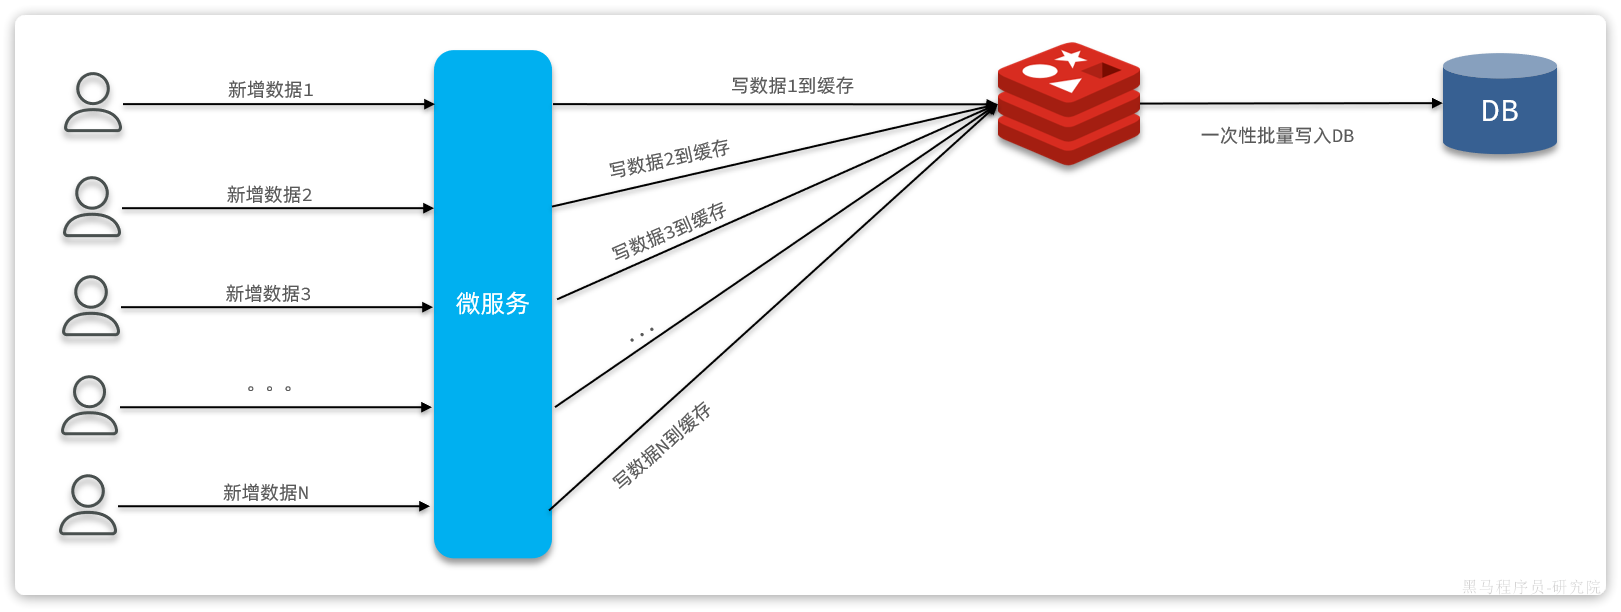 新增数据1
写数据1到缓存
一次性批量写入DB
DB
新增数据2
写数据2到缓存
新增数据3
写数据3到缓存
微服务
...
。。。
新增数据N
写数据N到缓存
黑马程序员-研究院